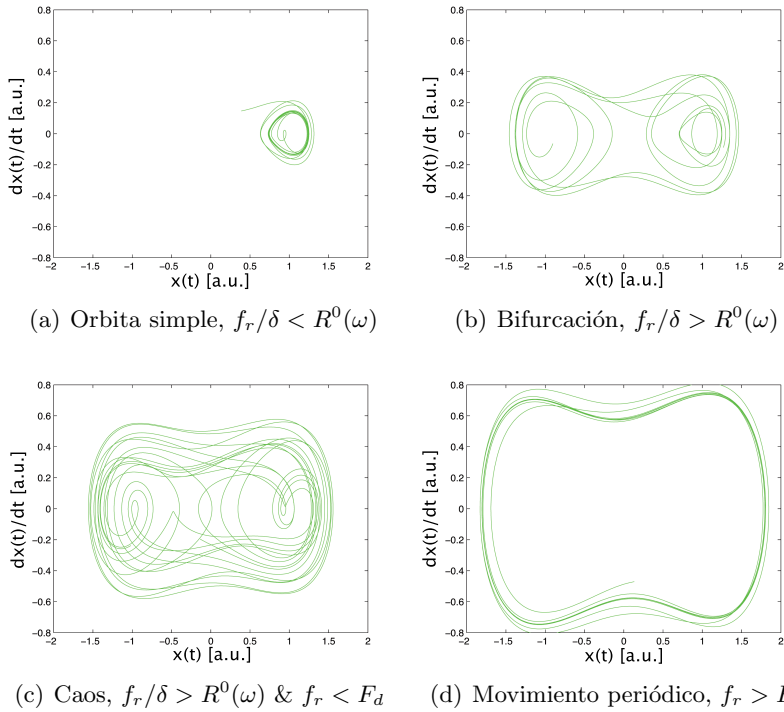 0.8
0.6
0.4
0.2
0
−0.2
−0.4
−0.6
−0.8
−2 −1.5 −1 −0.5 0 0.5 1 1.5 2
dx(t)/dt [a.u.]
x(t) [a.u.]
(a) Orbita simple, f_r/δ < R^0(ω)
0.8
0.6
0.4
0.2
0
−0.2
−0.4
−0.6
−0.8
−2 −1.5 −1 −0.5 0 0.5 1 1.5 2
dx(t)/dt [a.u.]
x(t) [a.u.]
(b) Bifurcación, f_r/δ > R^0(ω)
0.8
0.6
0.4
0.2
0
−0.2
−0.4
−0.6
−0.8
−2 −1.5 −1 −0.5 0 0.5 1 1.5 2
dx(t)/dt [a.u.]
x(t) [a.u.]
(c) Caos, f_r/δ > R^0(ω) & f_r < F_d
0.8
0.6
0.4
0.2
0
−0.2
−0.4
−0.6
−0.8
−2 −1.5 −1 −0.5 0 0.5 1 1.5 2
dx(t)/dt [a.u.]
x(t) [a.u.]
(d) Movimiento periódico, f_r >